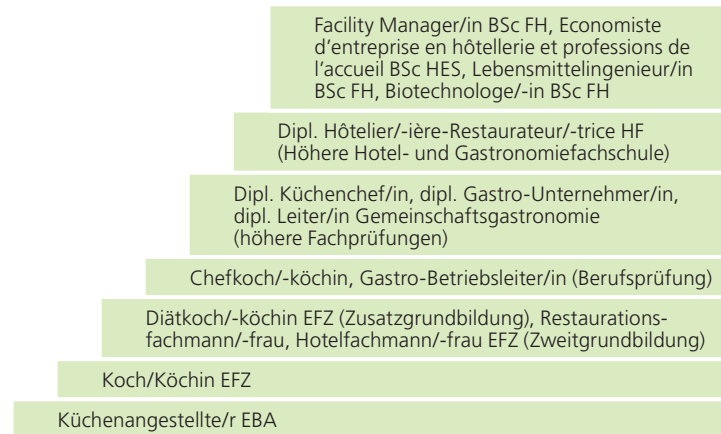 Facility Manager/in BSc FH, Economiste
d’entreprise en hôtellerie et professions de
l’accueil BSc HES, Lebensmittelingenieur/in
BSc FH, Biotechnologe/-in BSc FH
Dipl. Hôtelier/-ière-Restaurateur/-trice HF
(Höhere Hotel- und Gastronomiefachschule)
Dipl. Küchenchef/in, dipl. Gastro-Unternehmer/in,
dipl. Leiter/in Gemeinschaftsgastronomie
(höhere Fachprüfungen)
Chefkoch/-köchin, Gastro-Betriebsleiter/in (Berufsprüfung)
Diätkoch/-köchin EFZ (Zusatzgrundbildung), Restaurations-
fachmann/-frau, Hotelfachmann/-frau EFZ (Zweitgrundbildung)
Koch/Köchin EFZ
Küchenangestellte/r EBA